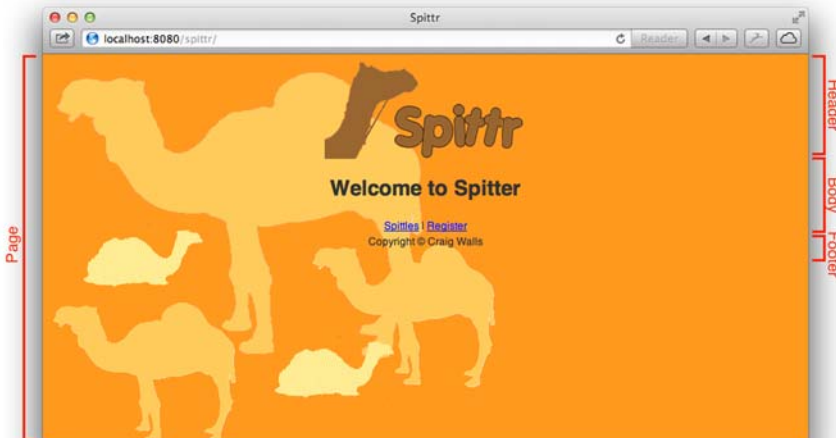 Spittr
localhost:8080/spittr/
Reader
Spittr
Welcome to Spitter
Spittles | Register
Copyright © Craig Walls
Page
Header
Body
Footer